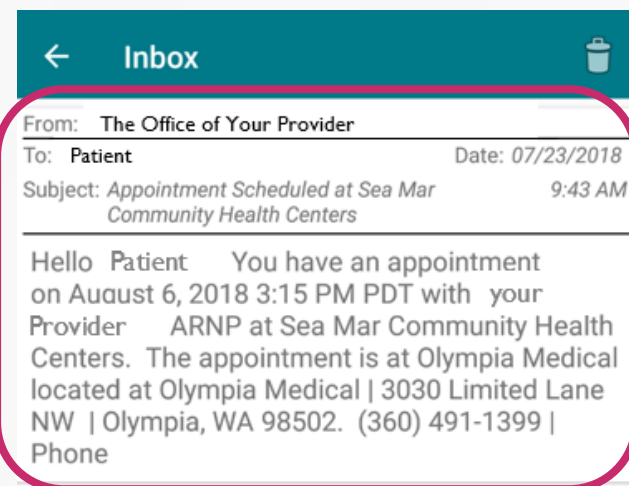 Inbox
From: The Office of Your Provider
To: Patient Date: 07/23/2018
Subject: Appointment Scheduled at Sea Mar 9:43 AM
Community Health Centers
Hello Patient You have an appointment
on August 6, 2018 3:15 PM PDT with your
Provider ARNP at Sea Mar Community Health
Centers. The appointment is at Olympia Medical
located at Olympia Medical | 3030 Limited Lane
NW | Olympia, WA 98502. (360) 491-1399 |
Phone